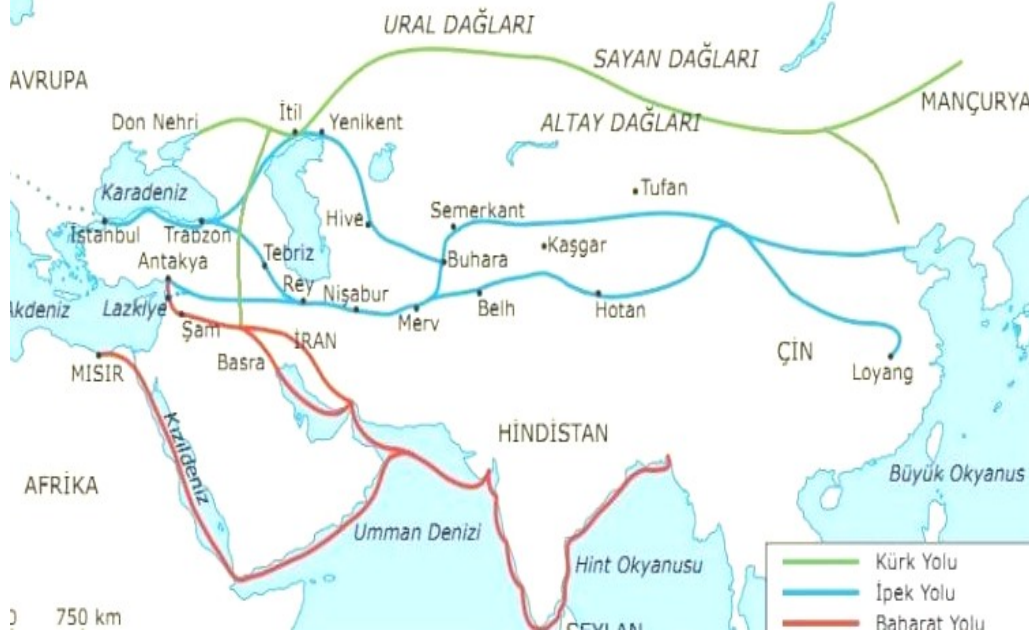 URAL DAĞLARI
SAYAN DAĞLARI
AVRUPA
MANÇURYA
İtil
Don Nehri
Yenikent
ALTAY DAĞLARI
Karadeniz
Tufan
İstanbul
Trabzon
Hive
Semerkant
Kaşgar
Antakya
Tebriz
Buhara
Rey
Nişabur
Akdeniz
Lazkiye
Şam
Merv
Belh
Hotan
İRAN
Basra
MISIR
ÇİN
Loyang
Kızıldeniz
HİNDİSTAN
AFRİKA
Büyük Okyanus
Umman Denizi
Hint Okyanusu
Kürk Yolu
İpek Yolu
0 750 km
SEYLAN
Baharat Yolu